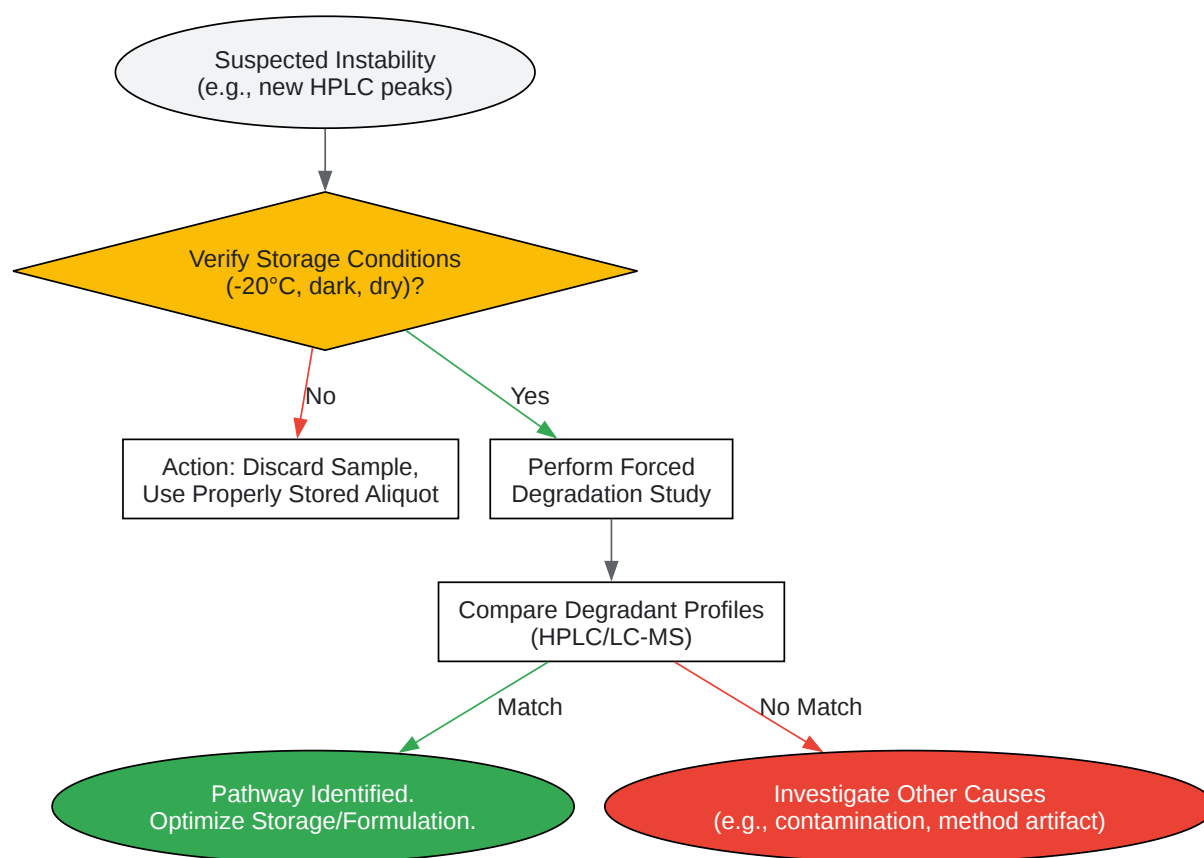 Suspected Instability
(e.g., new HPLC peaks)
Verify Storage Conditions
(-20°C, dark, dry)?
No
Yes
Action: Discard Sample,
Use Properly Stored Aliquot
Perform Forced
Degradation Study
Compare Degradant Profiles
(HPLC/LC-MS)
Match
No Match
Pathway Identified.
Optimize Storage/Formulation.
Investigate Other Causes
(e.g., contamination, method artifact)